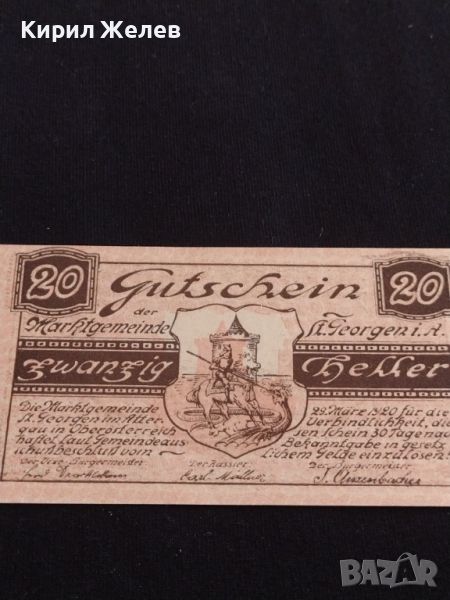 Кирил Желев
20 Gutschein 20
der
Marktgemeinde St. Georgen i. A.
Zwanzig Heller
Die Marktgemeinde
St. Georgen im Atter-
gau in Oberösterreich
haftet laut Gemeindeaus-
schußbeschluß vom
29. März 1920 für die
Verbindlichkeit, die-
sen Schein 30 Tage nach
Bekanntgabe in gesetz-
lichem Gelde einzulösen.
Der Vize-Bürgermeister
Der Kassier
Der Bürgermeister
BAZAR